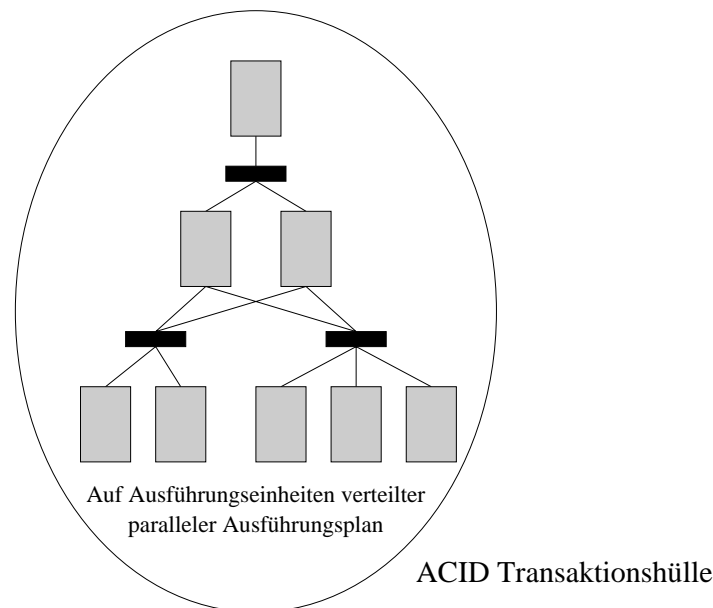 Auf Ausführungseinheiten verteilter
paralleler Ausführungsplan
ACID Transaktionshülle